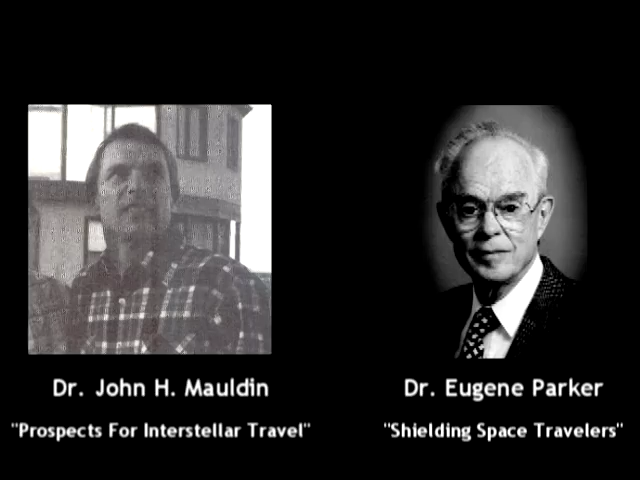 Dr. John H. Mauldin
"Prospects For Interstellar Travel"
Dr. Eugene Parker
"Shielding Space Travelers"